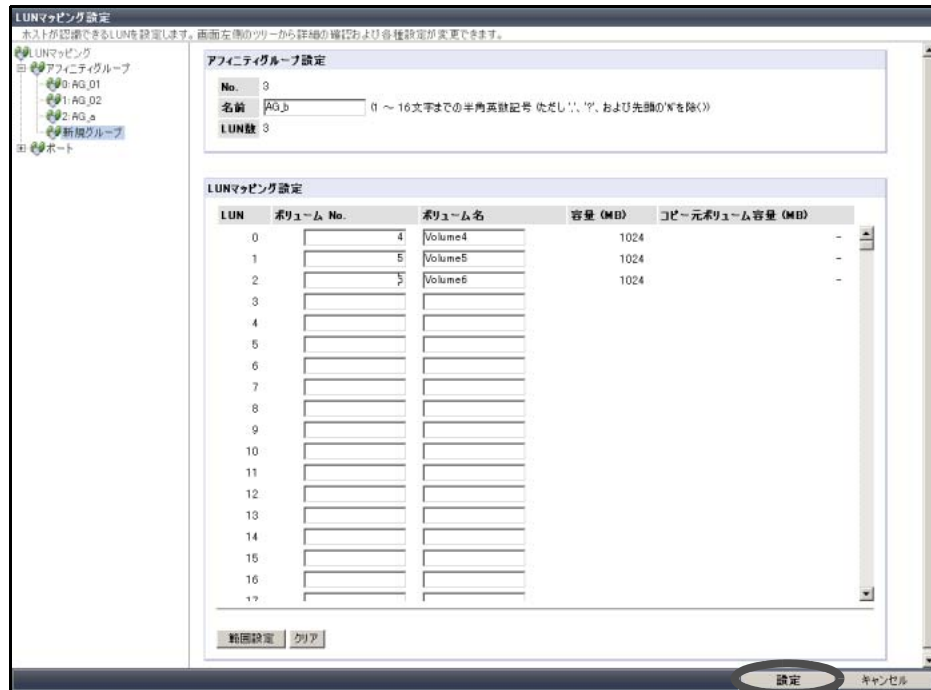 LUNマッピング設定
ホストが認識できるLUNを設定します。画面左側のツリーから詳細の確認および各種設定が変更できます。
LUNマッピング
アフィニティグループ
0: AG_01
1: AG_02
2: AG_a
新規グループ
ポート
アフィニティグループ設定
No. 3
名前 AG_b (1 ～ 16文字までの半角英数記号 (ただし',', '?', および先頭の'&'を除く))
LUN数 3
LUNマッピング設定
LUN ボリューム No. ボリューム名 容量 (MB) コピー元ボリューム容量 (MB)
0 4 Volume4 1024 -
1 5 Volume5 1024 -
2 Volume6 1024 -
3
4
5
6
7
8
9
10
11
12
13
14
15
16
17
範囲設定 クリア
設定 キャンセル